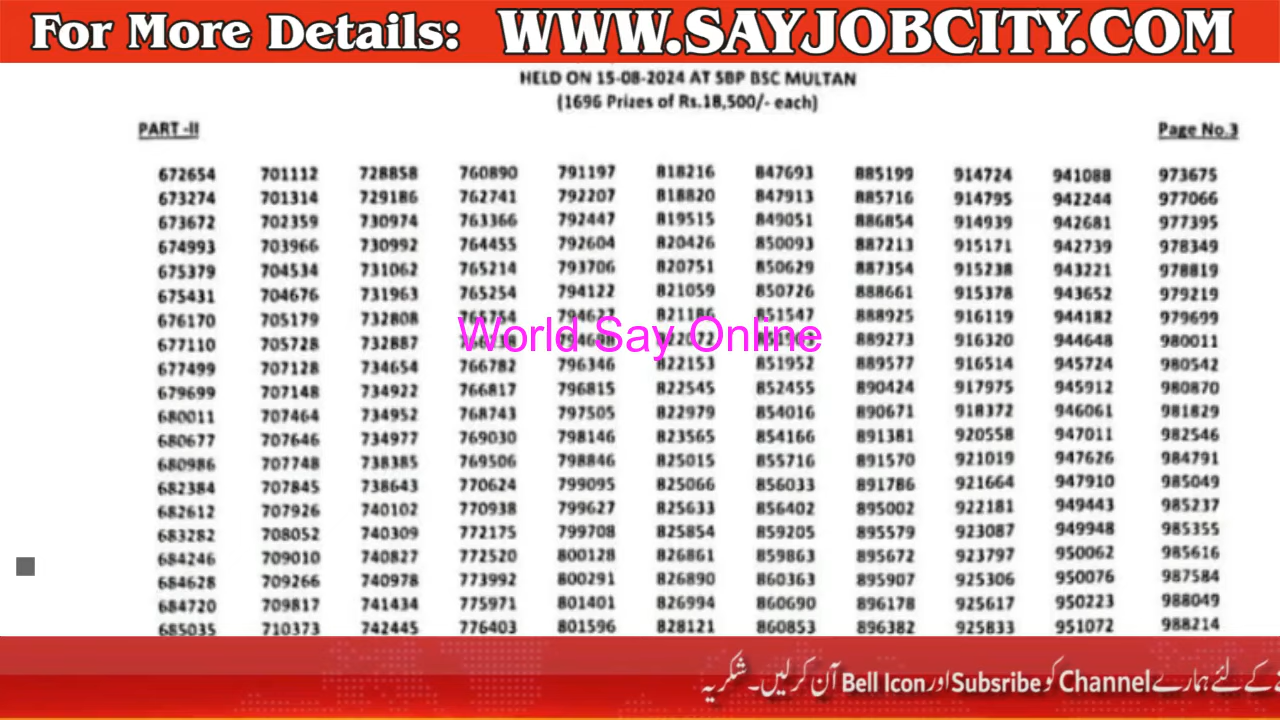 For More Details: WWW.SAYJOBCITY.COM
HELD ON 15-08-2024 AT SBP BSC MULTAN
(1696 Prizes of Rs.18,500/- each)
PART -II Page No.3
672654 701112 728858 760890 791197 818216 847693 885199 914724 941088 973675
673274 701314 729186 762741 792207 818820 847913 885716 914795 942244 977066
673672 702359 730974 763366 792447 819515 849051 886854 914939 942681 977395
674993 703966 730992 764455 792604 820426 850093 887213 915171 942739 978349
675379 704534 731062 765214 793706 820751 850629 887354 915238 943221 978819
675431 704676 731963 765254 794122 821059 850726 888661 915378 943652 979219
676170 705179 732808 821186 851547 888925 916119 944182 979699
World Say Online
677110 705728 732887 889273 916320 944648 980011
677499 707128 734654 766782 796346 822153 851952 889577 916514 945724 980542
679699 707148 734922 766817 796815 822545 852455 890424 917975 945912 980870
680011 707464 734952 768743 797505 822979 854016 890671 918372 946061 981829
680677 707646 734977 769030 798146 823565 854166 891381 920558 947011 982546
680986 707748 738385 769506 798846 825015 855716 891570 921019 947626 984791
682384 707845 738643 770624 799095 825066 856033 891786 921664 947910 985049
682612 707926 740102 770938 799627 825633 856402 895002 922181 949443 985237
683282 708052 740309 772175 799708 825854 859205 895579 923087 949948 985355
684246 709010 740827 772520 800128 826861 859863 895672 923797 950062 985616
684628 709266 740978 773992 800291 826890 860363 895907 925306 950076 987584
684720 709817 741434 775971 801401 826994 860690 896178 925617 950223 988049
685035 710373 742445 776403 801596 828121 860853 896382 925833 951072 988214
کے لئے ہمارے Channel کو Subsribe اور Bell Icon آن کرلیں۔ شکریہ